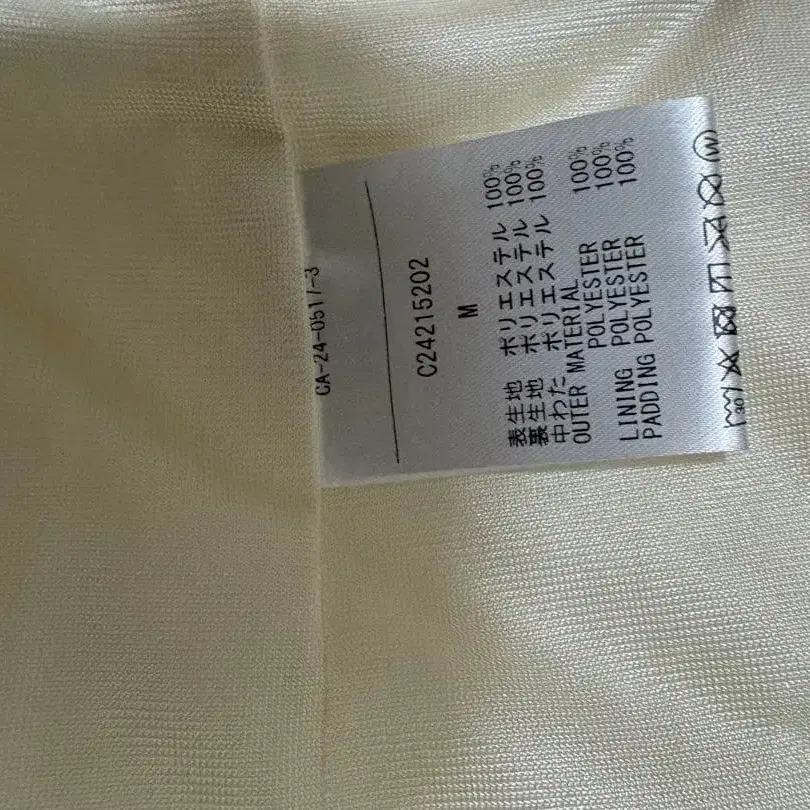 CA-24-0517-3
C24215202
M
表生地 ポリエステル 100%
裏生地 ポリエステル 100%
中わた ポリエステル 100%
OUTER MATERIAL
POLYESTER 100%
LINING POLYESTER 100%
PADDING POLYESTER 100%
30
W